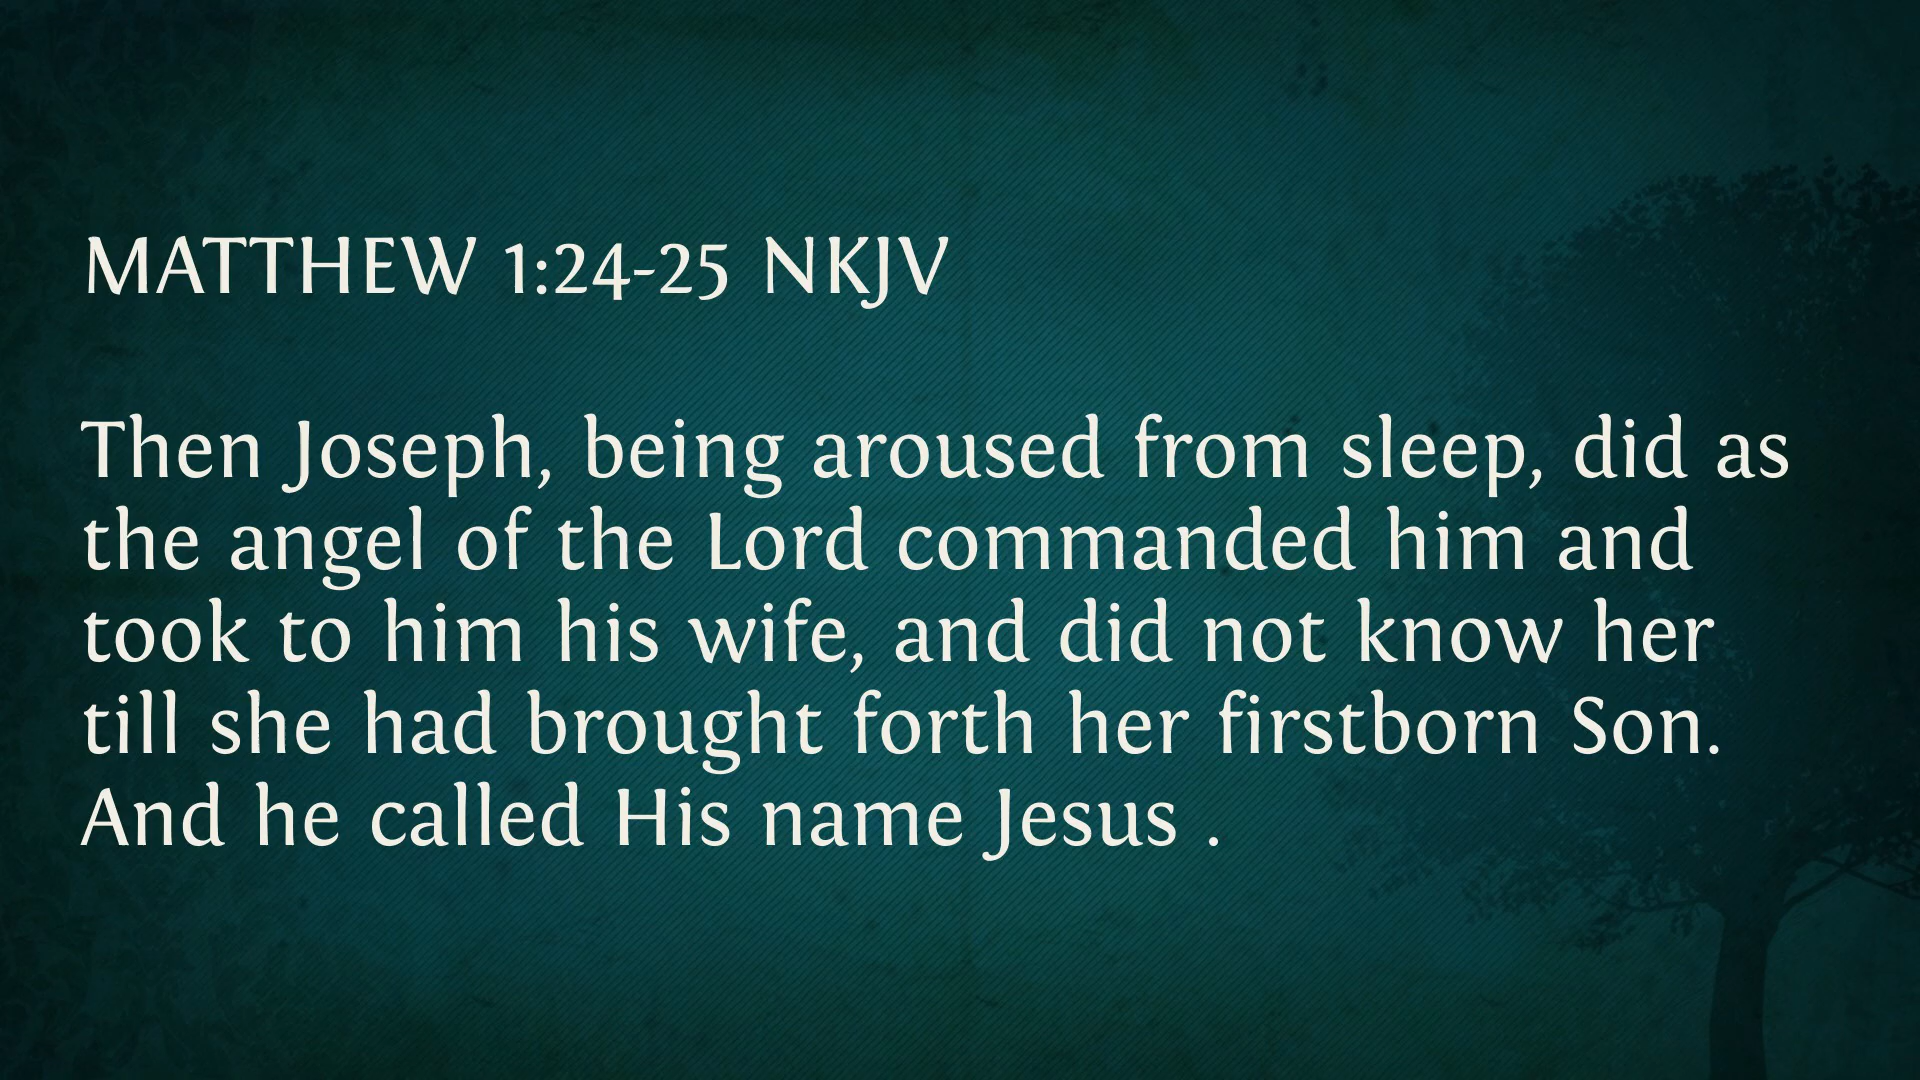 MATTHEW 1:24-25 NKJV
Then Joseph, being aroused from sleep, did as
the angel of the Lord commanded him and
took to him his wife, and did not know her
till she had brought forth her firstborn Son.
And he called His name Jesus .